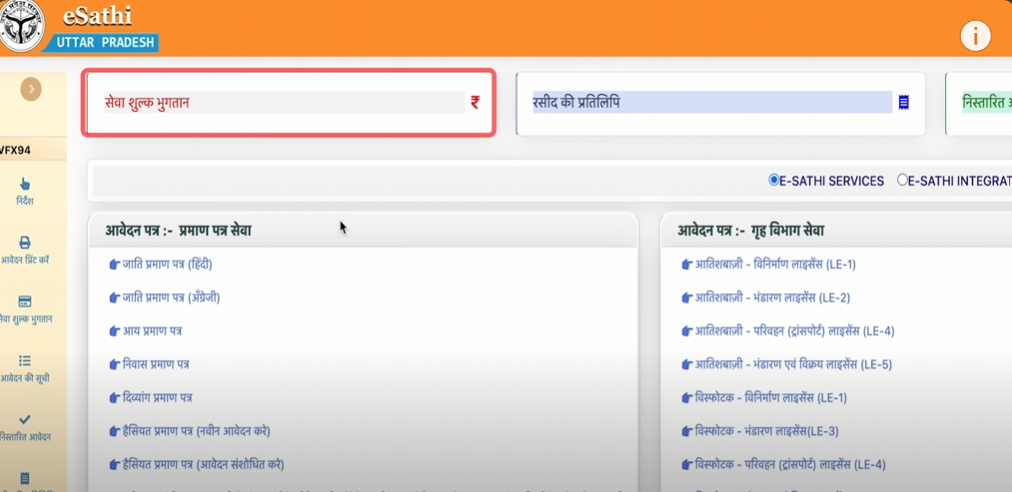 eSathi
UTTAR PRADESH
सेवा शुल्क भुगतान ₹
रसीद की प्रतिलिपि
निस्तारित
VFX94
E-SATHI SERVICES
E-SATHI INTEGRAT
निर्देश
आवेदन प्रिंट करें
सेवा शुल्क भुगतान
आवेदन की सूची
निस्तारित आवेदन
आवेदन पत्र :- प्रमाण पत्र सेवा
जाति प्रमाण पत्र (हिंदी)
जाति प्रमाण पत्र (अँग्रेजी)
आय प्रमाण पत्र
निवास प्रमाण पत्र
दिव्यांग प्रमाण पत्र
हैसियत प्रमाण पत्र (नवीन आवेदन करे)
हैसियत प्रमाण पत्र (आवेदन संशोधित करे)
आवेदन पत्र :- गृह विभाग सेवा
आतिशबाज़ी - विनिर्माण लाइसेंस (LE-1)
आतिशबाज़ी - भंडारण लाइसेंस (LE-2)
आतिशबाज़ी - परिवहन (ट्रांसपोर्ट) लाइसेंस (LE-4)
आतिशबाज़ी - भंडारण एवं विक्रय लाइसेंस (LE-5)
विस्फोटक - विनिर्माण लाइसेंस (LE-1)
विस्फोटक - भंडारण लाइसेंस(LE-3)
विस्फोटक - परिवहन (ट्रांसपोर्ट) लाइसेंस (LE-4)